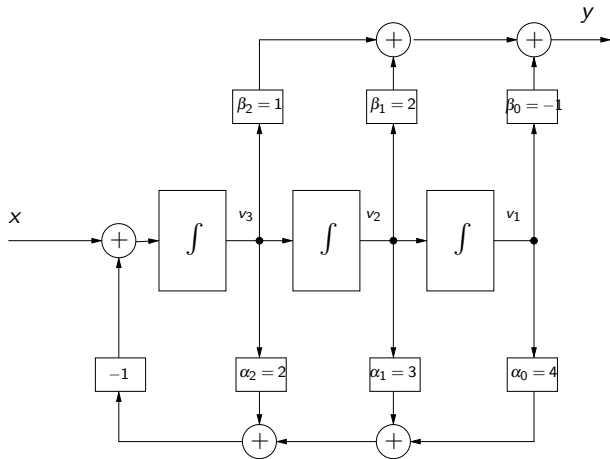 y
+
+
β₂ = 1
β₁ = 2
β₀ = −1
x
+
∫
v₃
∫
v₂
∫
v₁
−1
α₂ = 2
α₁ = 3
α₀ = 4
+
+